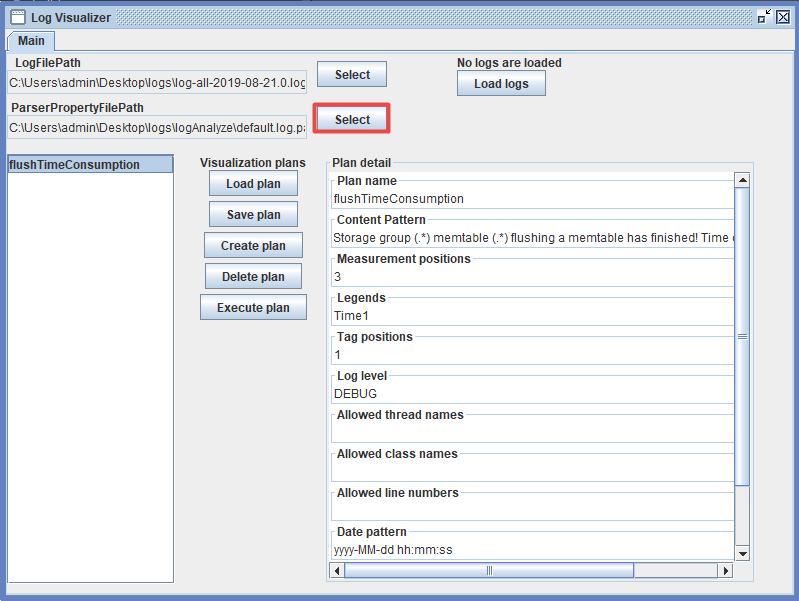 Log Visualizer
Main
LogFilePath
C:\Users\admin\Desktop\logs\log-all-2019-08-21.0.log
Select
No logs are loaded
Load logs
ParserPropertyFilePath
C:\Users\admin\Desktop\logs\logAnalyze\default.log.pa
Select
flushTimeConsumption
Visualization plans
Load plan
Save plan
Create plan
Delete plan
Execute plan
Plan detail
Plan name
flushTimeConsumption
Content Pattern
Storage group (.*) memtable (.*) flushing a memtable has finished! Time c
Measurement positions
3
Legends
Time1
Tag positions
1
Log level
DEBUG
Allowed thread names
Allowed class names
Allowed line numbers
Date pattern
yyyy-MM-dd hh:mm:ss